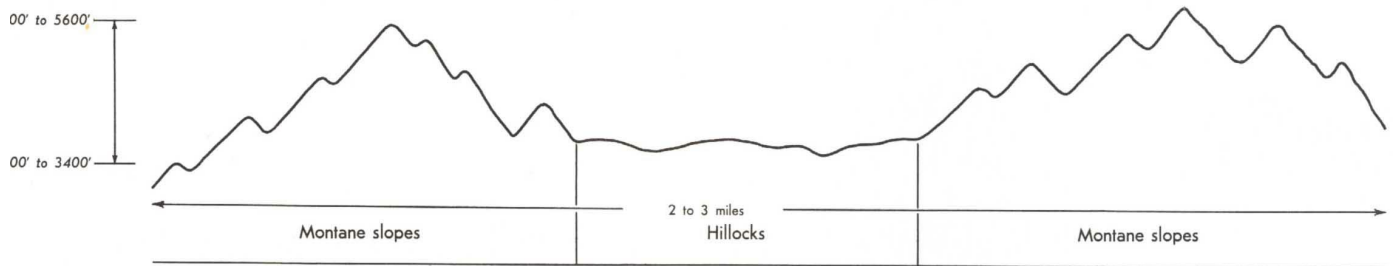 00' to 5600'
00' to 3400'
2 to 3 miles
Montane slopes
Hillocks
Montane slopes